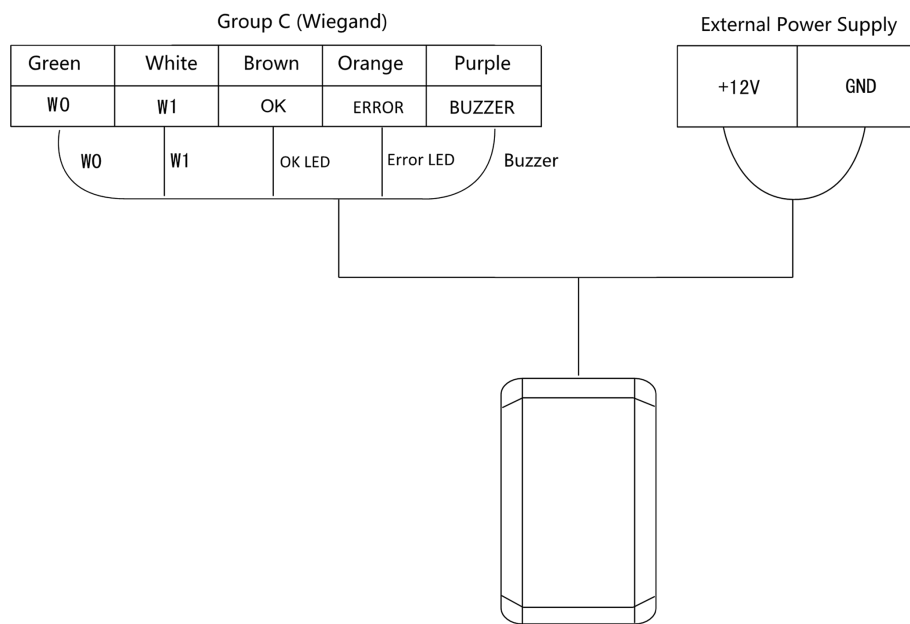 Group C (Wiegand)
External Power Supply
Green White Brown Orange Purple
W0 W1 OK ERROR BUZZER
+12V GND
W0 W1 OK LED Error LED Buzzer